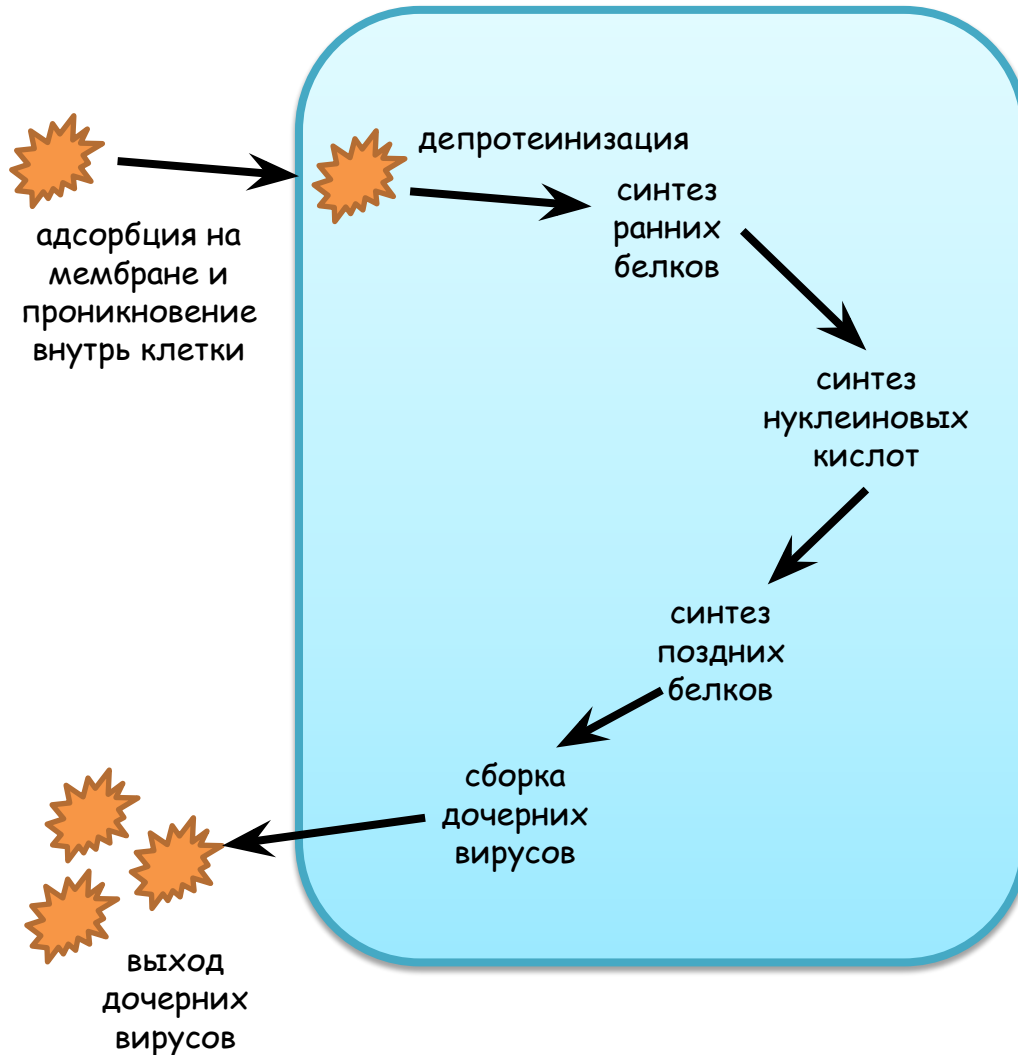 депротеинизация
адсорбция на
мембране и
проникновение
внутрь клетки
синтез
ранних
белков
синтез
нуклеиновых
кислот
синтез
поздних
белков
сборка
дочерних
вирусов
выход
дочерних
вирусов